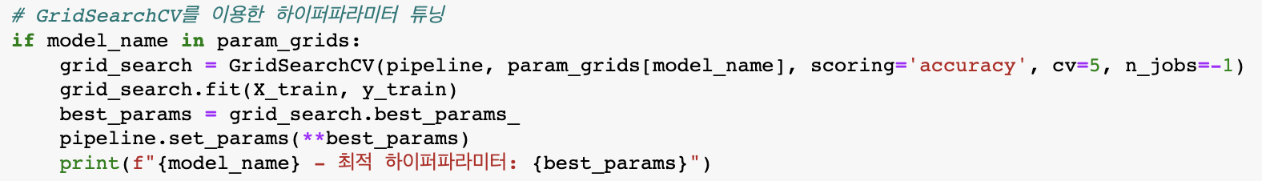 # GridSearchCV를 이용한 하이퍼파라미터 튜닝
if model_name in param_grids:
    grid_search = GridSearchCV(pipeline, param_grids[model_name], scoring='accuracy', cv=5, n_jobs=-1)
    grid_search.fit(X_train, y_train)
    best_params = grid_search.best_params_
    pipeline.set_params(**best_params)
    print(f"{model_name} - 최적 하이퍼파라미터: {best_params}")